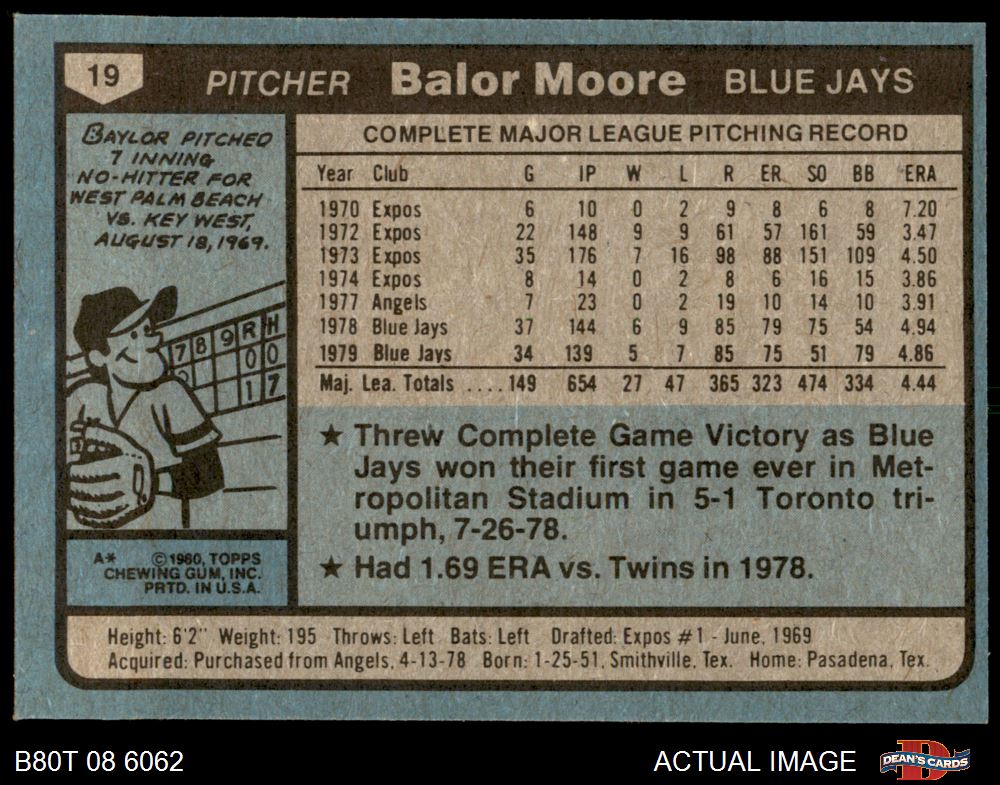 19 PITCHER Balor Moore BLUE JAYS
BAYLOR PITCHED
7 INNING
NO-HITTER FOR
WEST PALM BEACH
VS. KEY WEST,
AUGUST 18, 1969.
7 8 9 R H
0 0
1 7
A* © 1980, TOPPS
CHEWING GUM, INC.
PRTD. IN U.S.A.
COMPLETE MAJOR LEAGUE PITCHING RECORD
Year Club G IP W L R ER SO BB ERA
1970 Expos 6 10 0 2 9 8 6 8 7.20
1972 Expos 22 148 9 9 61 57 161 59 3.47
1973 Expos 35 176 7 16 98 88 151 109 4.50
1974 Expos 8 14 0 2 8 6 16 15 3.86
1977 Angels 7 23 0 2 19 10 14 10 3.91
1978 Blue Jays 37 144 6 9 85 79 75 54 4.94
1979 Blue Jays 34 139 5 7 85 75 51 79 4.86
Maj. Lea. Totals ....149 654 27 47 365 323 474 334 4.44
★ Threw Complete Game Victory as Blue
Jays won their first game ever in Met-
ropolitan Stadium in 5-1 Toronto tri-
umph, 7-26-78.
★ Had 1.69 ERA vs. Twins in 1978.
Height: 6'2" Weight: 195 Throws: Left Bats: Left Drafted: Expos #1 - June, 1969
Acquired: Purchased from Angels, 4-13-78 Born: 1-25-51, Smithville, Tex. Home: Pasadena, Tex.
B80T 08 6062 ACTUAL IMAGE DEAN'S CARDS